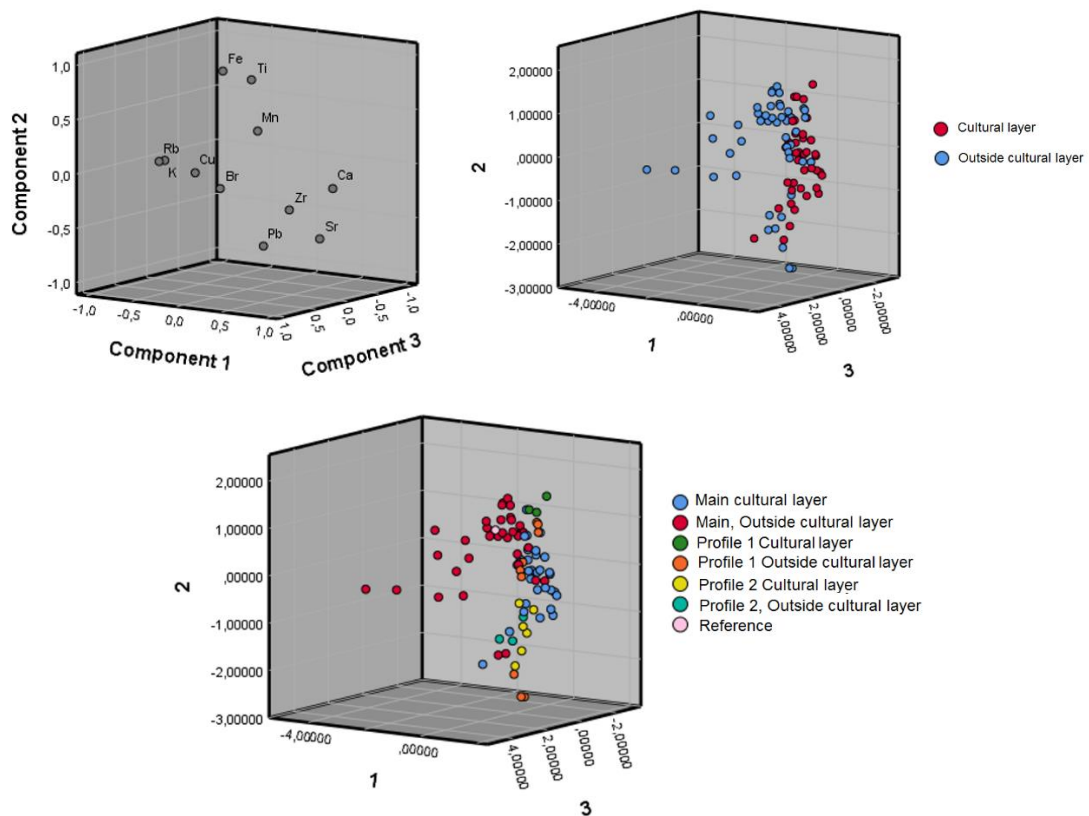 1,0
0,5
0,0
-0,5
-1,0
Component 2
Fe
Ti
Mn
Rb
K
Cu
Br
Ca
Zr
Sr
Pb
-1,0
-0,5
0,0
0,5
1,0
Component 1
1,0
0,5
0,0
-0,5
-1,0
Component 3
2,00000
1,00000
,00000
-1,00000
-2,00000
-3,00000
2
-4,00000
,00000
1
4,00000
2,00000
,00000
-2,00000
3
Cultural layer
Outside cultural layer
2,00000
1,00000
,00000
-1,00000
-2,00000
-3,00000
2
-4,00000
,00000
1
4,00000
2,00000
,00000
-2,00000
3
Main cultural layer
Main, Outside cultural layer
Profile 1 Cultural layer
Profile 1 Outside cultural layer
Profile 2 Cultural layer
Profile 2, Outside cultural layer
Reference